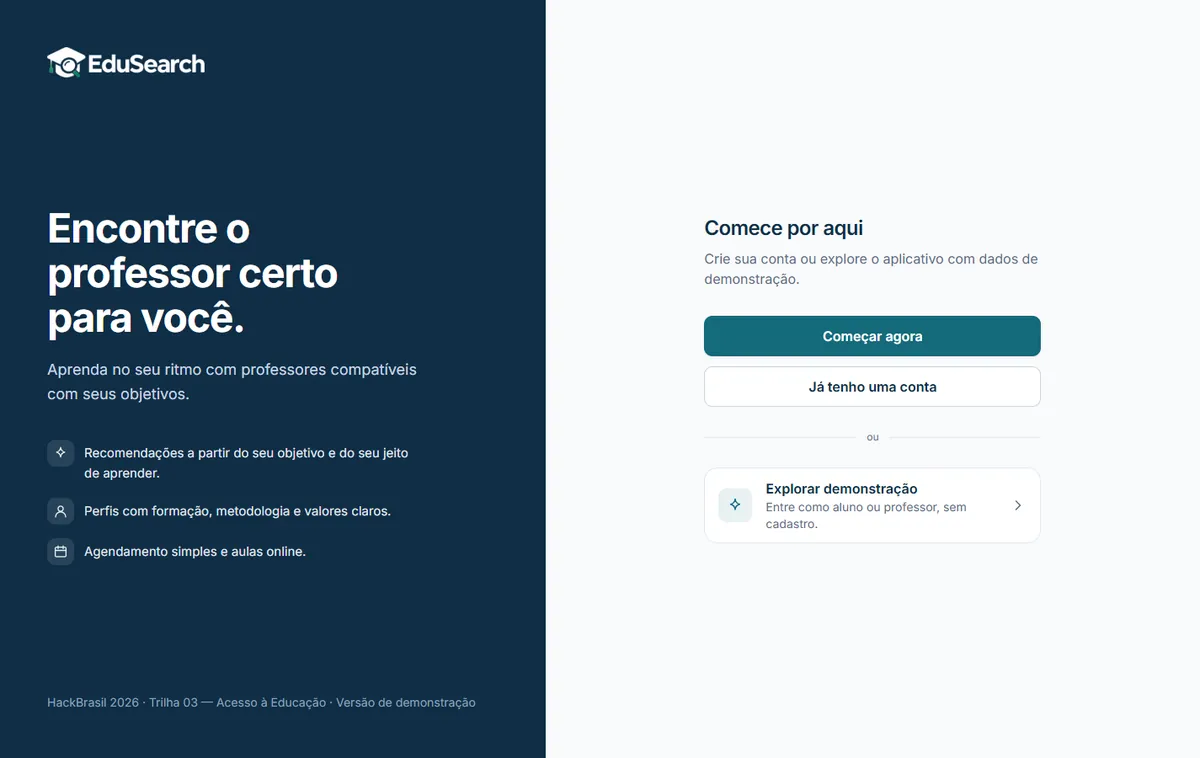 EduSearch
Encontre o
professor certo
para você.
Aprenda no seu ritmo com professores compatíveis
com seus objetivos.
Recomendações a partir do seu objetivo e do seu jeito
de aprender.
Perfis com formação, metodologia e valores claros.
Agendamento simples e aulas online.
HackBrasil 2026 · Trilha 03 — Acesso à Educação · Versão de demonstração
Comece por aqui
Crie sua conta ou explore o aplicativo com dados de
demonstração.
Começar agora
Já tenho uma conta
ou
Explorar demonstração
Entre como aluno ou professor, sem
cadastro.